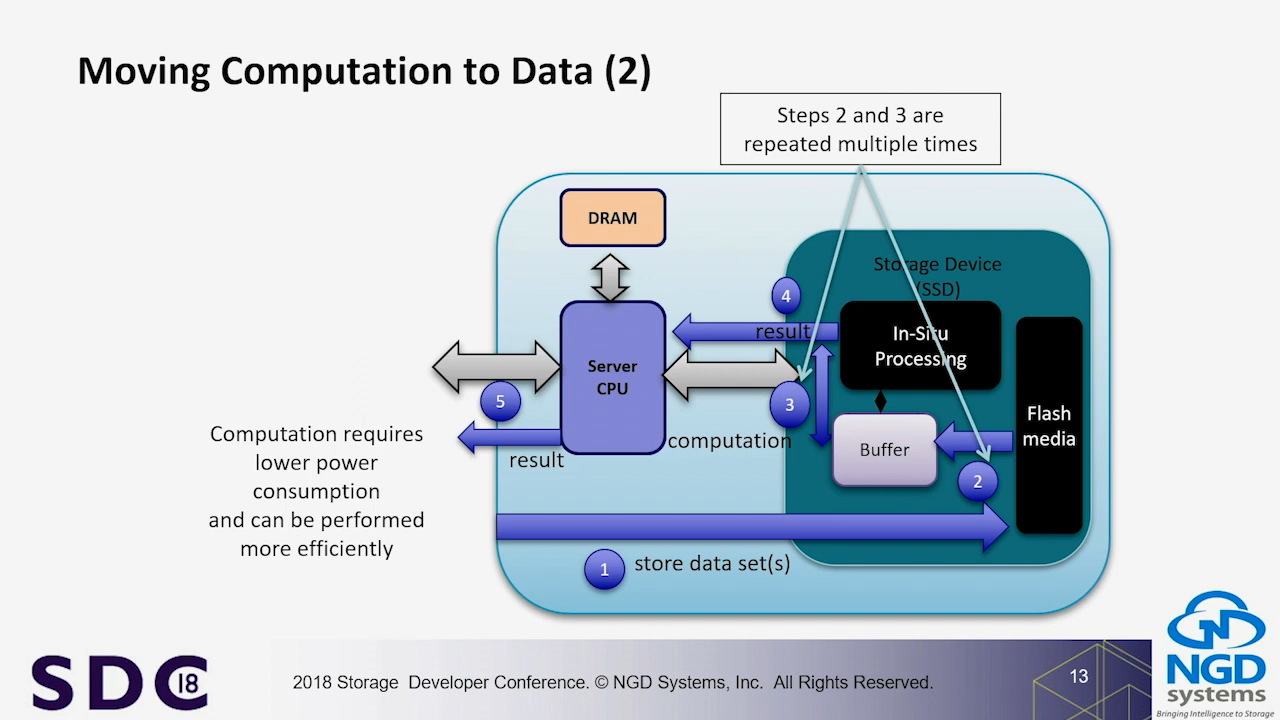 Moving Computation to Data (2)
Steps 2 and 3 are
repeated multiple times
DRAM
Storage Device
(SSD)
4
result
In-Situ
Processing
Server
CPU
5
3
Flash
media
Computation requires
lower power
consumption
and can be performed
more efficiently
computation
Buffer
result
2
1
store data set(s)
SDC 18
2018 Storage Developer Conference. © NGD Systems, Inc. All Rights Reserved.
13
NGD
systems
Bringing Intelligence to Storage